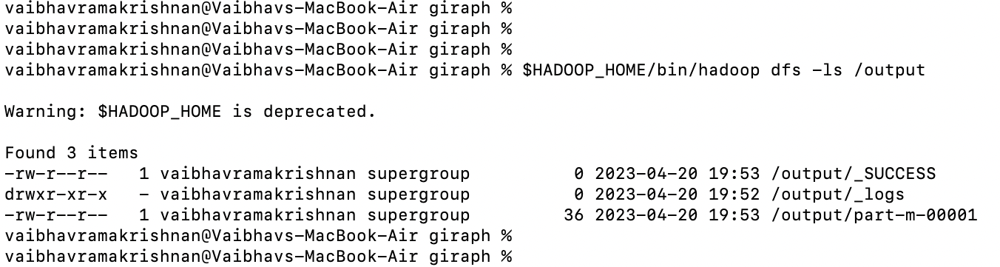 vaibhavramakrishnan@Vaibhavs-MacBook-Air giraph %
vaibhavramakrishnan@Vaibhavs-MacBook-Air giraph %
vaibhavramakrishnan@Vaibhavs-MacBook-Air giraph %
vaibhavramakrishnan@Vaibhavs-MacBook-Air giraph % $HADOOP_HOME/bin/hadoop dfs -ls /output
Warning: $HADOOP_HOME is deprecated.
Found 3 items
-rw-r--r--   1 vaibhavramakrishnan supergroup          0 2023-04-20 19:53 /output/_SUCCESS
drwxr-xr-x   - vaibhavramakrishnan supergroup          0 2023-04-20 19:52 /output/_logs
-rw-r--r--   1 vaibhavramakrishnan supergroup         36 2023-04-20 19:53 /output/part-m-00001
vaibhavramakrishnan@Vaibhavs-MacBook-Air giraph %
vaibhavramakrishnan@Vaibhavs-MacBook-Air giraph %